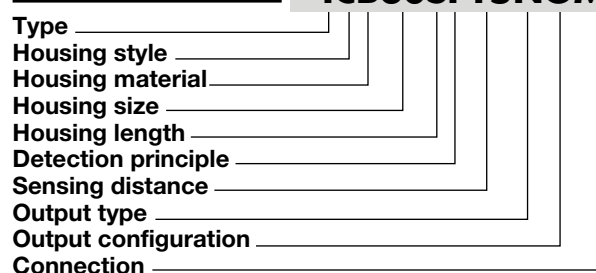 Type
Housing style
Housing material
Housing size
Housing length
Detection principle
Sensing distance
Output type
Output configuration
Connection